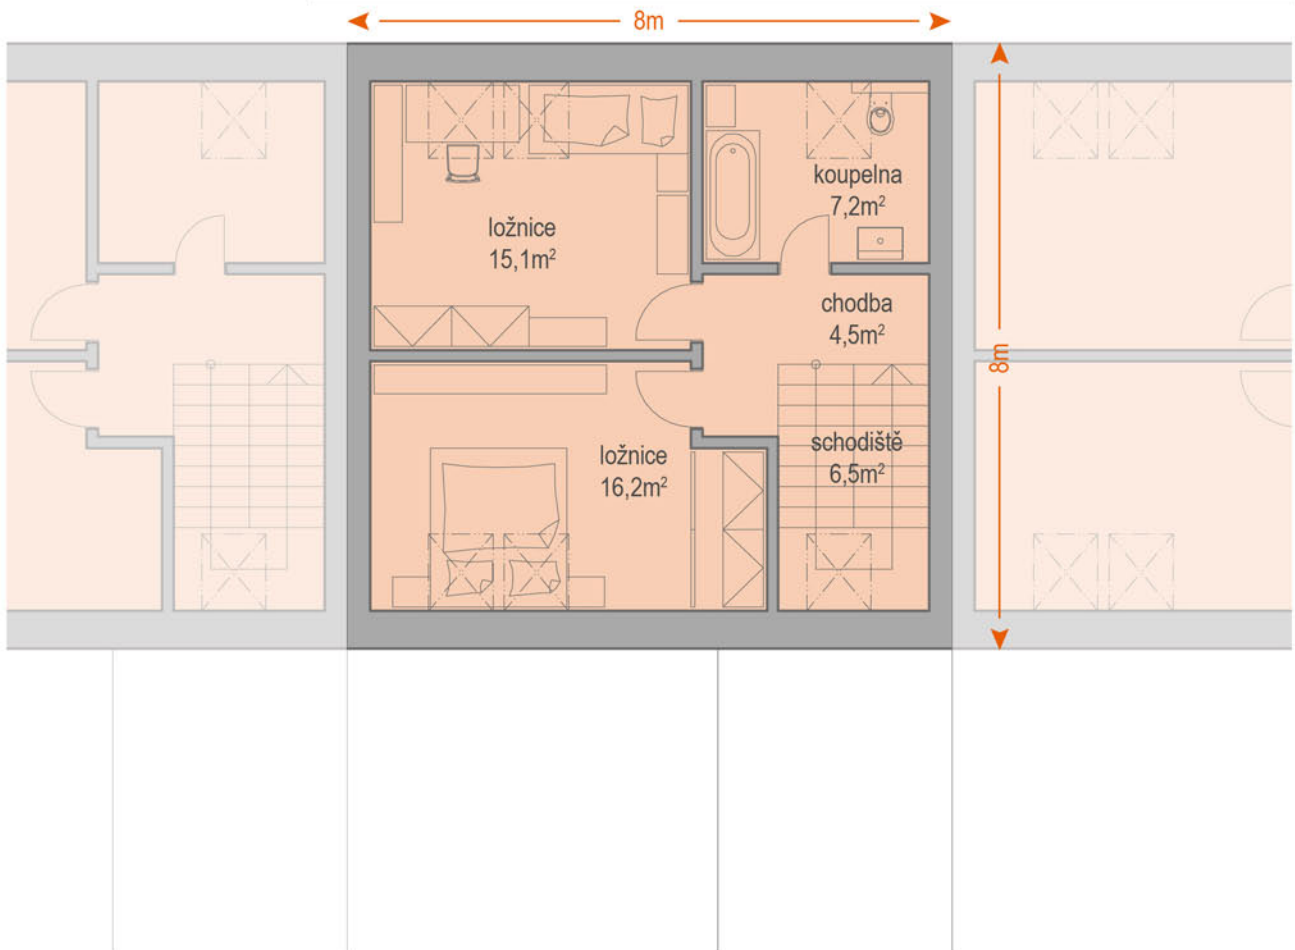 8m
koupelna
7,2m²
ložnice
15,1m²
chodba
4,5m²
8m
schodiště
6,5m²
ložnice
16,2m²